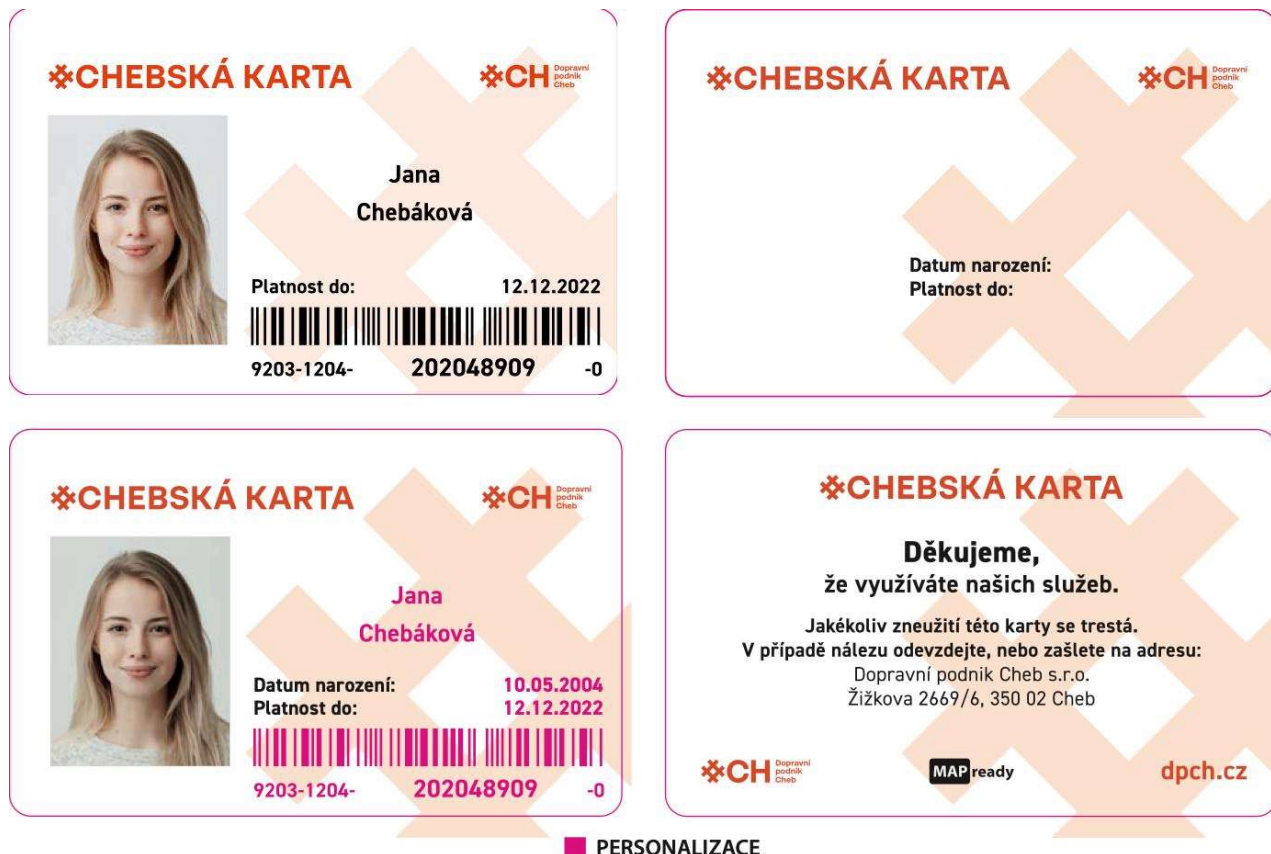 CHEBSKÁ KARTA
CH Dopravní podnik Cheb
Jana
Chebáková
Platnost do: 12.12.2022
9203-1204- 202048909 -0
CHEBSKÁ KARTA
CH Dopravní podnik Cheb
Datum narození:
Platnost do:
CHEBSKÁ KARTA
CH Dopravní podnik Cheb
Jana
Chebáková
Datum narození: 10.05.2004
Platnost do: 12.12.2022
9203-1204- 202048909 -0
CHEBSKÁ KARTA
Děkujeme,
že využíváte našich služeb.
Jakékoliv zneužití této karty se trestá.
V případě nálezu odevzdejte, nebo zašlete na adresu:
Dopravní podnik Cheb s.r.o.
Žižkova 2669/6, 350 02 Cheb
CH Dopravní podnik Cheb MAP ready dpch.cz
PERSONALIZACE